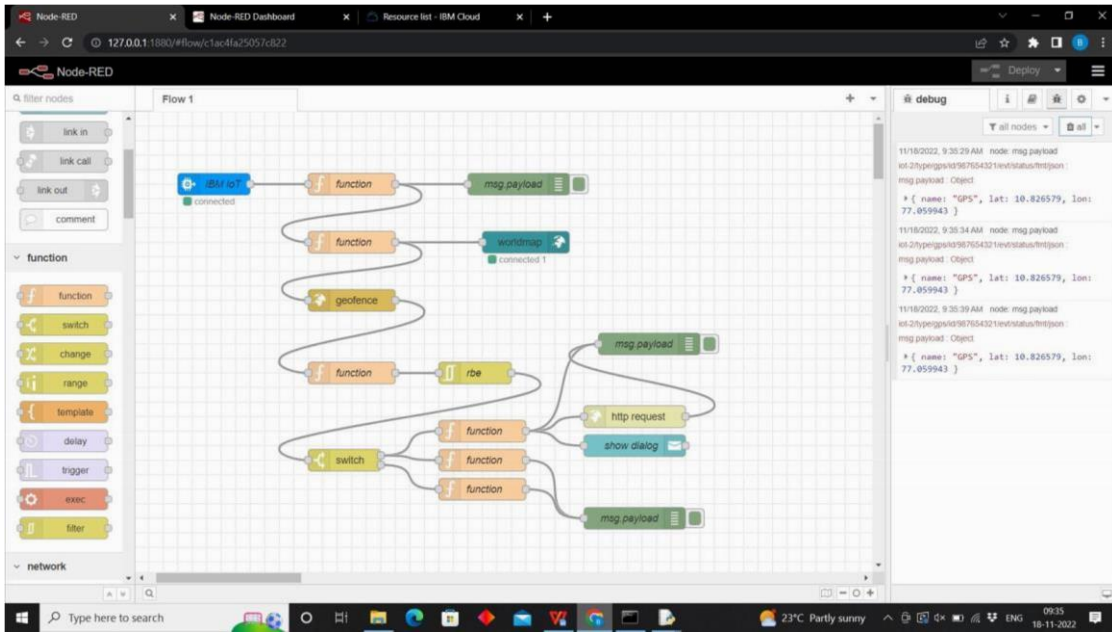 Node-RED
Node-RED Dashboard
Resource list - IBM Cloud
127.0.0.1:1880/#flow/c1ac4fa25057c822
B
Node-RED
Deploy
filter nodes
Flow 1
debug
i
all nodes
all
link in
link call
link out
comment
function
function
switch
change
range
template
delay
trigger
exec
filter
network
IBM IoT
connected
function
msg.payload
function
worldmap
connected 1
geofence
function
rbe
msg.payload
http request
show dialog
switch
function
function
function
msg.payload
11/18/2022, 9:35:29 AM node: msg.payload
iot-2/type/gps/id/987654321/evt/status/fmt/json :
msg.payload : Object
{ name: "GPS", lat: 10.826579, lon:
77.059943 }
11/18/2022, 9:35:34 AM node: msg.payload
iot-2/type/gps/id/987654321/evt/status/fmt/json :
msg.payload : Object
{ name: "GPS", lat: 10.826579, lon:
77.059943 }
11/18/2022, 9:35:39 AM node: msg.payload
iot-2/type/gps/id/987654321/evt/status/fmt/json :
msg.payload : Object
{ name: "GPS", lat: 10.826579, lon:
77.059943 }
Type here to search
23°C Partly sunny
ENG
09:35
18-11-2022